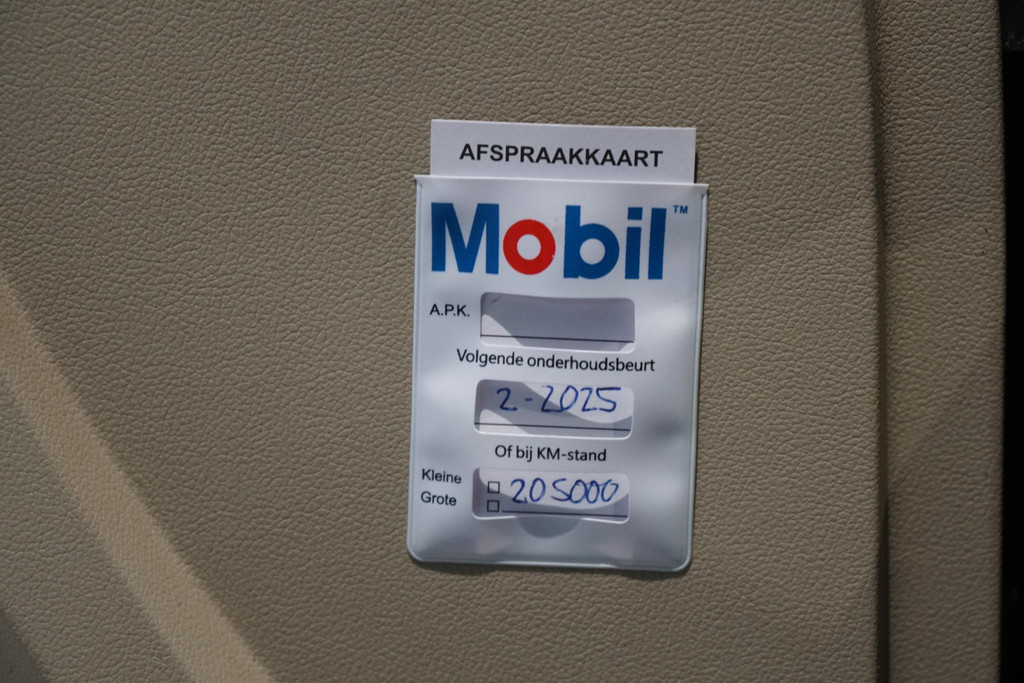 AFSPRAAKKAART
Mobil™
A.P.K.
Volgende onderhoudsbeurt
2-2025
Of bij KM-stand
Kleine □ 205000
Grote □